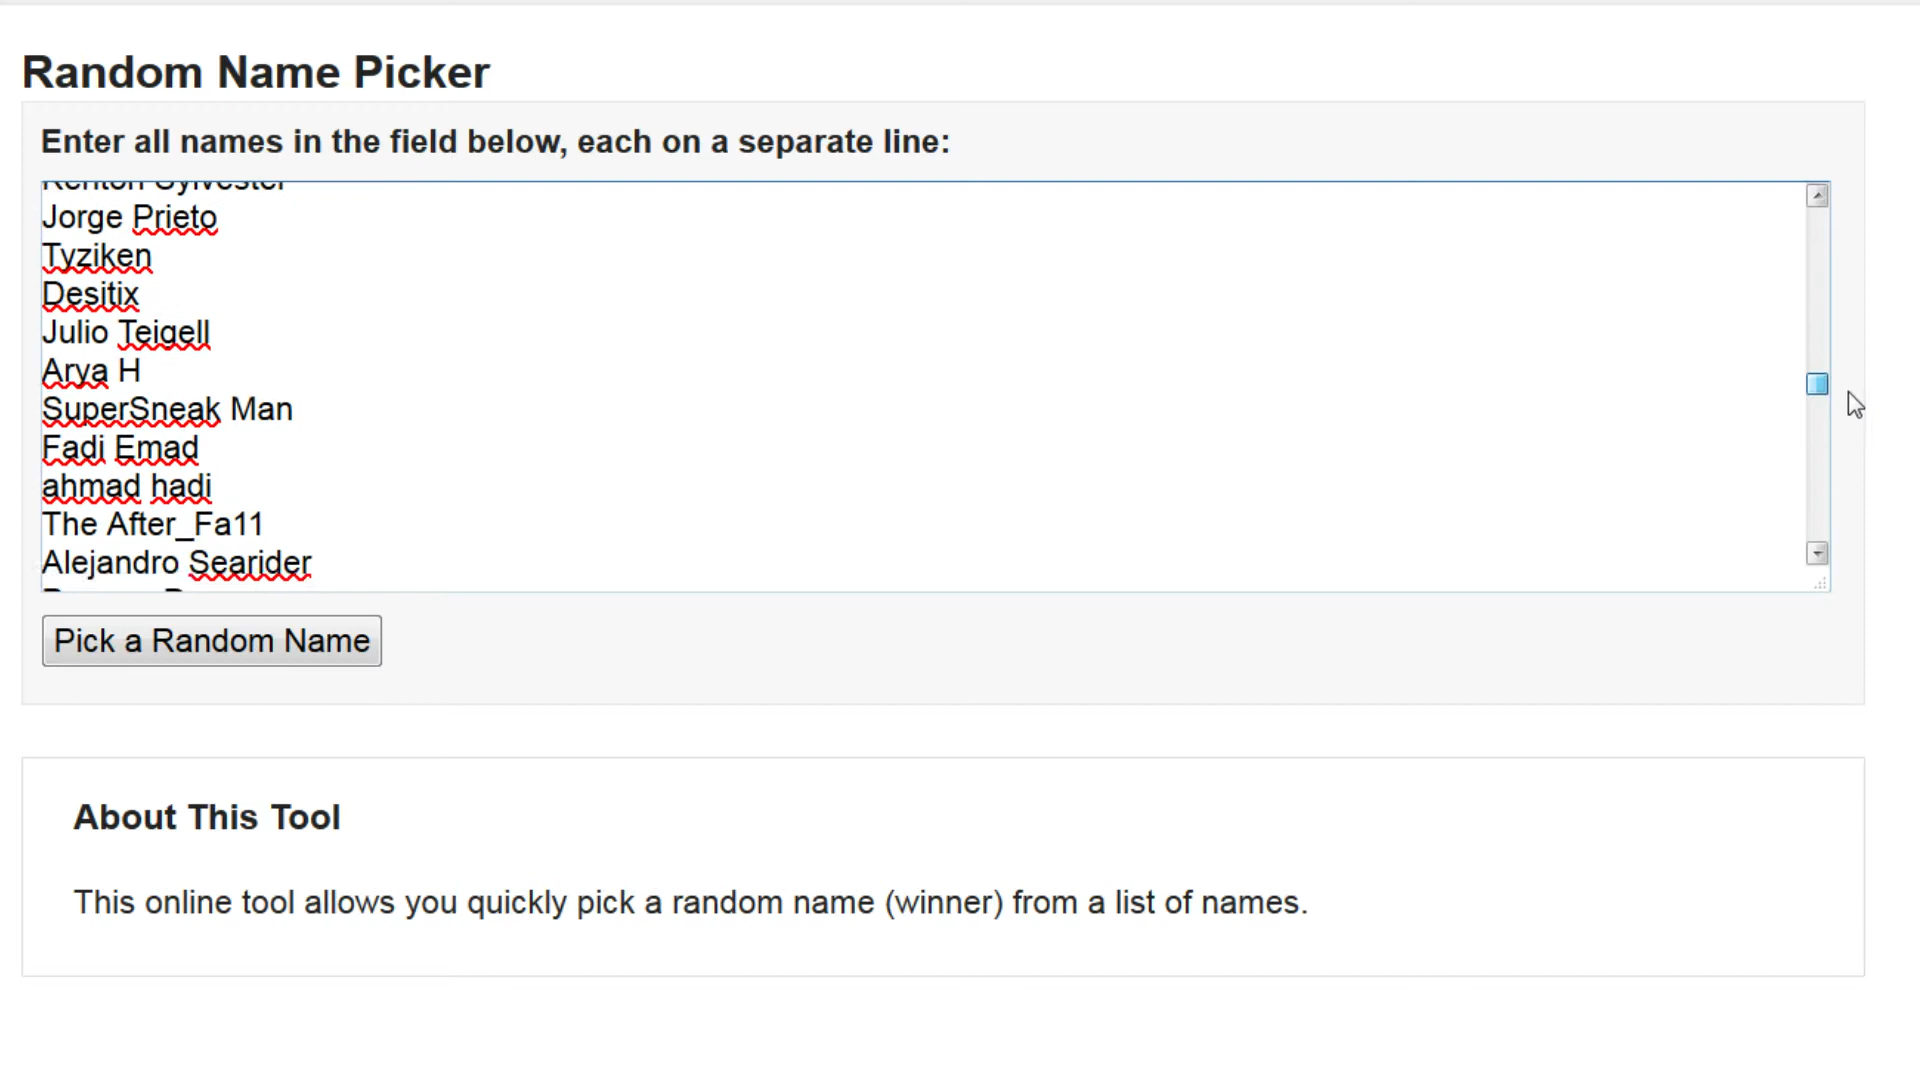 Random Name Picker
Enter all names in the field below, each on a separate line:
Kenton Sylvester
Jorge Prieto
Tyziken
Desitix
Julio Teigell
Arya H
SuperSneak Man
Fadi Emad
ahmad hadi
The After_Fa11
Alejandro Searider
Pick a Random Name
About This Tool
This online tool allows you quickly pick a random name (winner) from a list of names.